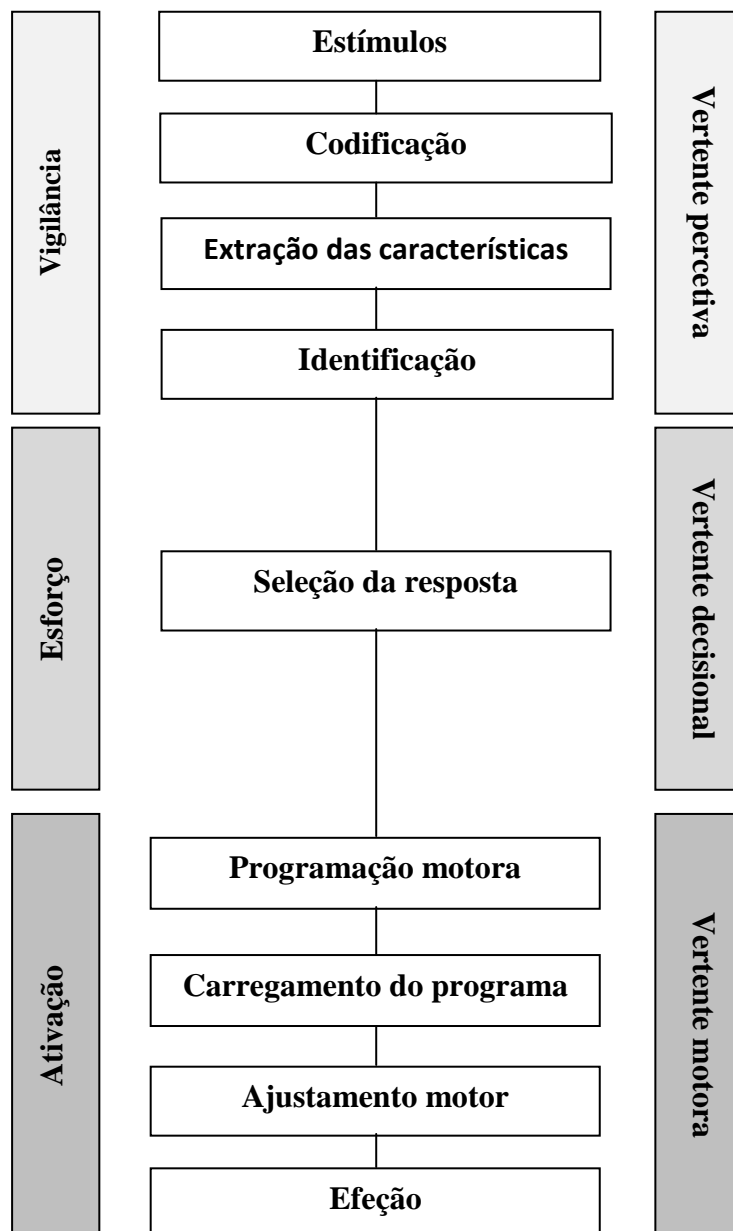 Estímulos
Codificação
Extração das características
Identificação
Vigilância
Vertente percetiva
Seleção da resposta
Esforço
Vertente decisional
Programação motora
Carregamento do programa
Ajustamento motor
Efeção
Ativação
Vertente motora